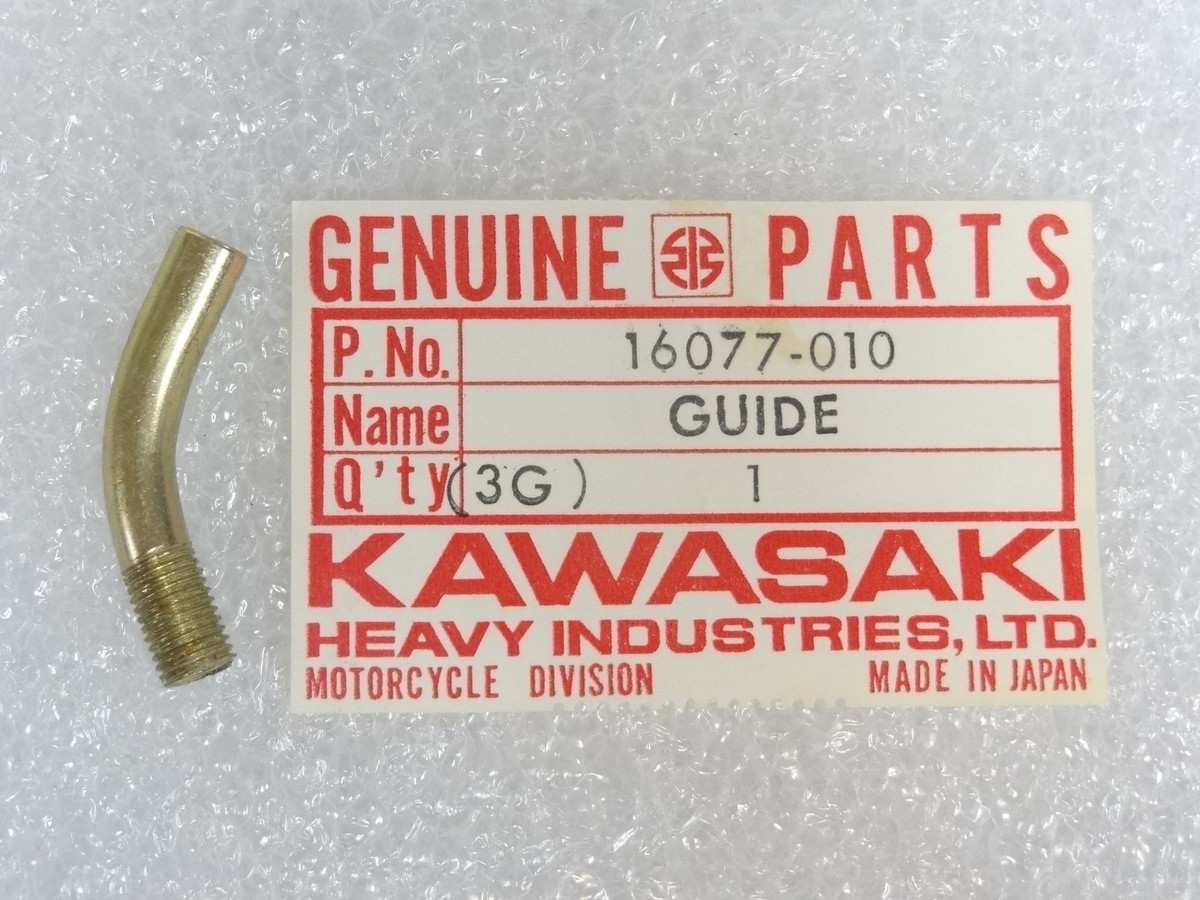 GENUINE PARTS
P. No. 16077-010
Name GUIDE
Q'ty (3G) 1
KAWASAKI
HEAVY INDUSTRIES, LTD.
MOTORCYCLE DIVISION MADE IN JAPAN